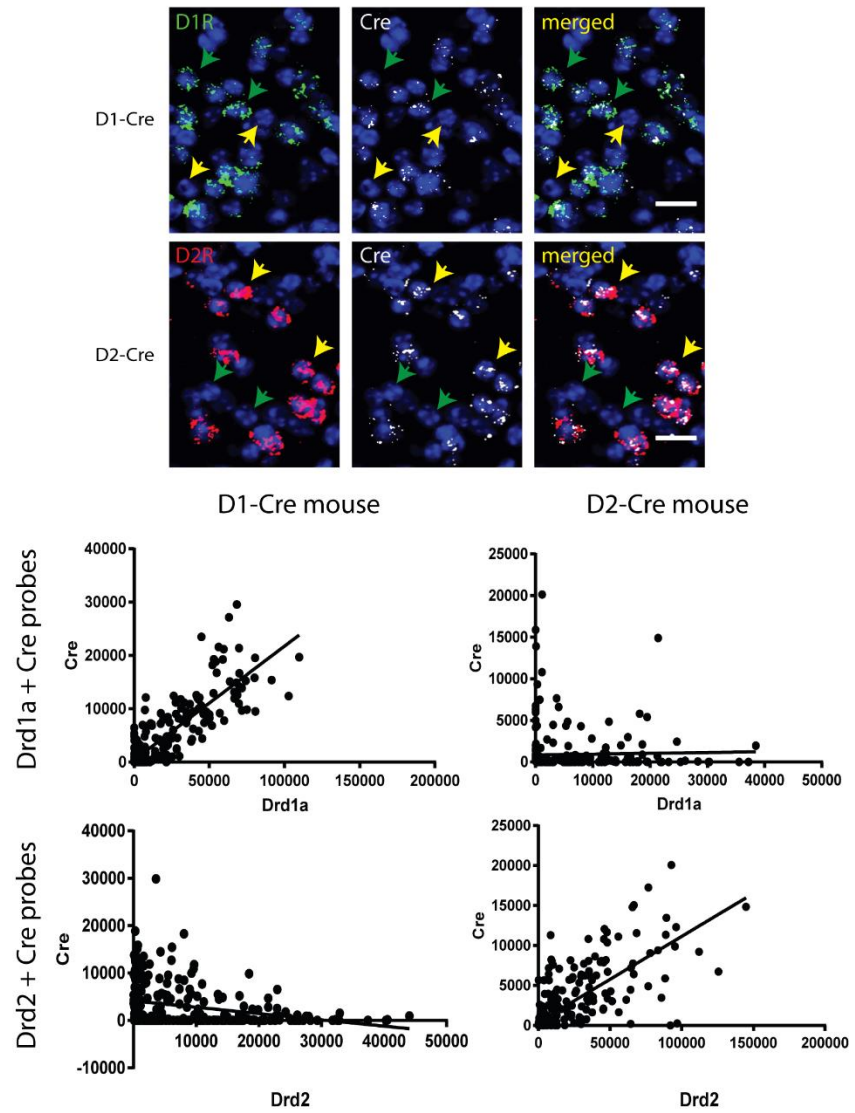 D1R Cre merged
D1-Cre
D2R Cre merged
D2-Cre
D1-Cre mouse D2-Cre mouse
Drd1a + Cre probes
40000
30000
20000
10000
0
Cre
0 50000 100000 150000 200000
Drd1a
25000
20000
15000
10000
5000
0
Cre
0 10000 20000 30000 40000 50000
Drd1a
Drd2 + Cre probes
40000
30000
20000
10000
0
-10000
Cre
10000 20000 30000 40000 50000
Drd2
25000
20000
15000
10000
5000
0
Cre
0 50000 100000 150000 200000
Drd2